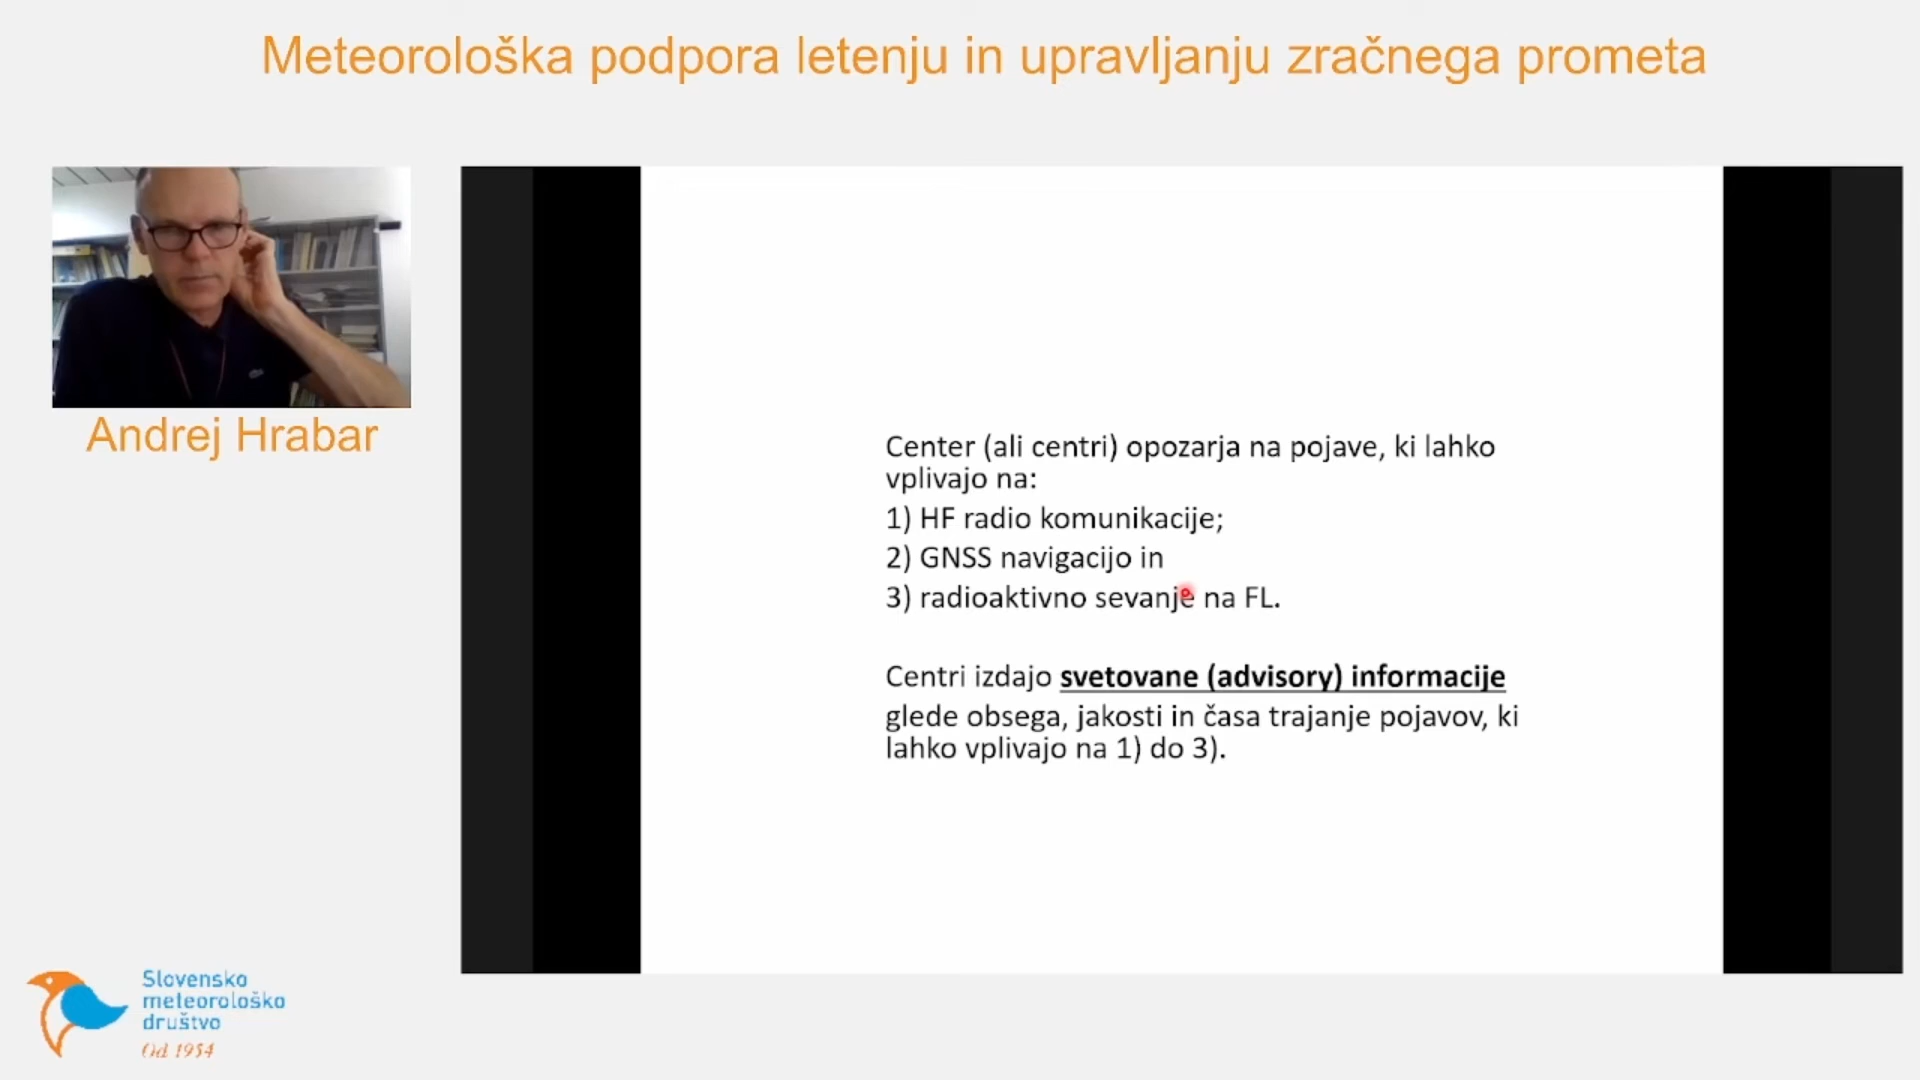 Meteorološka podpora letenju in upravljanju zračnega prometa
Andrej Hrabar
Center (ali centri) opozarja na pojave, ki lahko
vplivajo na:
1) HF radio komunikacije;
2) GNSS navigacijo in
3) radioaktivno sevanje na FL.
Centri izdajo svetovane (advisory) informacije
glede obsega, jakosti in časa trajanje pojavov, ki
lahko vplivajo na 1) do 3).
Slovensko
meteorološko
društvo
Od 1954